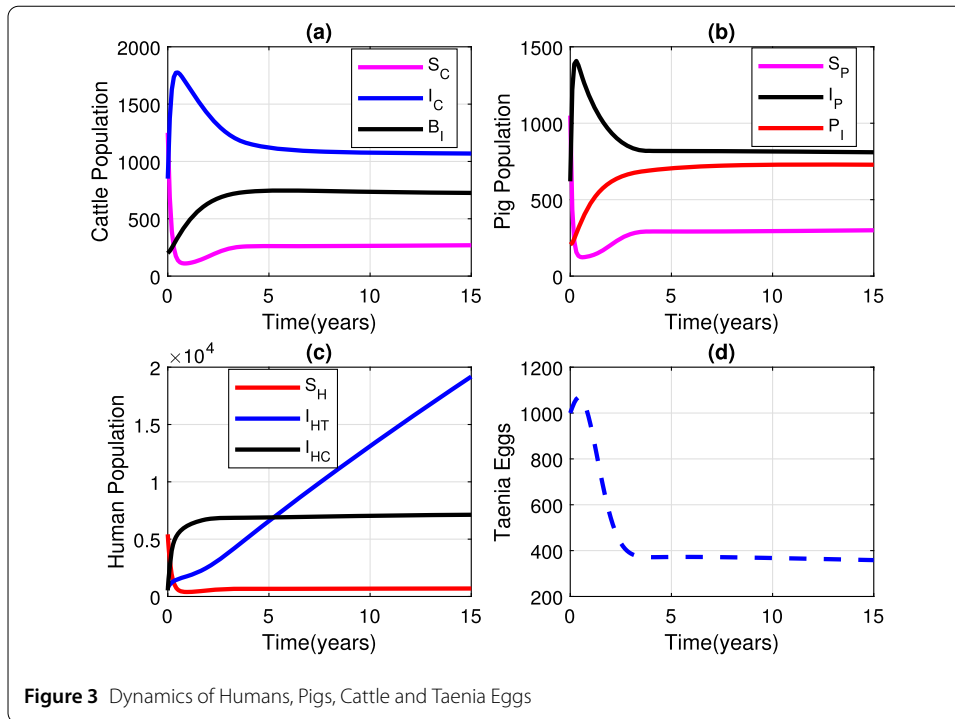 (a)
2000
1500
1000
500
0
Cattle Population
S_C
I_C
B_I
0 5 10 15
Time(years)
(b)
1500
1000
500
0
Pig Population
S_P
I_P
P_I
0 5 10 15
Time(years)
(c)
×10^4
2
1.5
1
0.5
0
Human Population
S_H
I_HT
I_HC
0 5 10 15
Time(years)
(d)
1200
1000
800
600
400
200
Taenia Eggs
0 5 10 15
Time(years)
Figure 3 Dynamics of Humans, Pigs, Cattle and Taenia Eggs